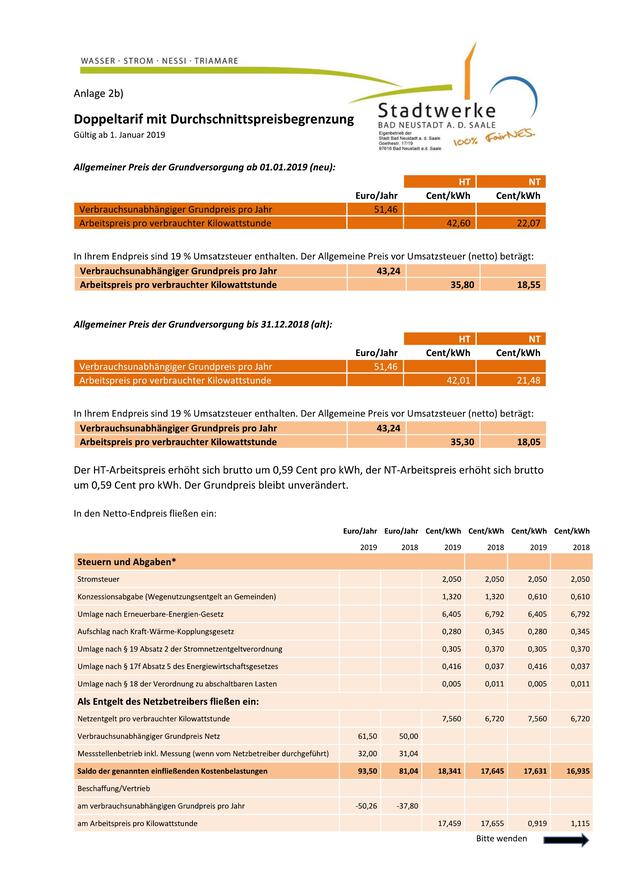 WASSER · STROM · NESSI · TRIAMARE
Anlage 2b)
Doppeltarif mit Durchschnittspreisbegrenzung
Gültig ab 1. Januar 2019
Stadtwerke
BAD NEUSTADT A. D. SAALE
Eigenbetrieb der
Stadt Bad Neustadt a. d. Saale
Goethestr. 17/19
97616 Bad Neustadt a. d. Saale
100% FairNES.
Allgemeiner Preis der Grundversorgung ab 01.01.2019 (neu):
HT NT
Euro/Jahr Cent/kWh Cent/kWh
Verbrauchsunabhängiger Grundpreis pro Jahr 51,46
Arbeitspreis pro verbrauchter Kilowattstunde 42,60 22,07
In Ihrem Endpreis sind 19 % Umsatzsteuer enthalten. Der Allgemeine Preis vor Umsatzsteuer (netto) beträgt:
Verbrauchsunabhängiger Grundpreis pro Jahr 43,24
Arbeitspreis pro verbrauchter Kilowattstunde 35,80 18,55
Allgemeiner Preis der Grundversorgung bis 31.12.2018 (alt):
HT NT
Euro/Jahr Cent/kWh Cent/kWh
Verbrauchsunabhängiger Grundpreis pro Jahr 51,46
Arbeitspreis pro verbrauchter Kilowattstunde 42,01 21,48
In Ihrem Endpreis sind 19 % Umsatzsteuer enthalten. Der Allgemeine Preis vor Umsatzsteuer (netto) beträgt:
Verbrauchsunabhängiger Grundpreis pro Jahr 43,24
Arbeitspreis pro verbrauchter Kilowattstunde 35,30 18,05
Der HT-Arbeitspreis erhöht sich brutto um 0,59 Cent pro kWh, der NT-Arbeitspreis erhöht sich brutto
um 0,59 Cent pro kWh. Der Grundpreis bleibt unverändert.
In den Netto-Endpreis fließen ein:
Euro/Jahr Euro/Jahr Cent/kWh Cent/kWh Cent/kWh Cent/kWh
2019 2018 2019 2018 2019 2018
Steuern und Abgaben*
Stromsteuer 2,050 2,050 2,050 2,050
Konzessionsabgabe (Wegenutzungsentgelt an Gemeinden) 1,320 1,320 0,610 0,610
Umlage nach Erneuerbare-Energien-Gesetz 6,405 6,792 6,405 6,792
Aufschlag nach Kraft-Wärme-Kopplungsgesetz 0,280 0,345 0,280 0,345
Umlage nach § 19 Absatz 2 der Stromnetzentgeltverordnung 0,305 0,370 0,305 0,370
Umlage nach § 17f Absatz 5 des Energiewirtschaftsgesetzes 0,416 0,037 0,416 0,037
Umlage nach § 18 der Verordnung zu abschaltbaren Lasten 0,005 0,011 0,005 0,011
Als Entgelt des Netzbetreibers fließen ein:
Netzentgelt pro verbrauchter Kilowattstunde 7,560 6,720 7,560 6,720
Verbrauchsunabhängiger Grundpreis Netz 61,50 50,00
Messstellenbetrieb inkl. Messung (wenn vom Netzbetreiber durchgeführt) 32,00 31,04
Saldo der genannten einfließenden Kostenbelastungen 93,50 81,04 18,341 17,645 17,631 16,935
Beschaffung/Vertrieb
am verbrauchsunabhängigen Grundpreis pro Jahr -50,26 -37,80
am Arbeitspreis pro Kilowattstunde 17,459 17,655 0,919 1,115
Bitte wenden